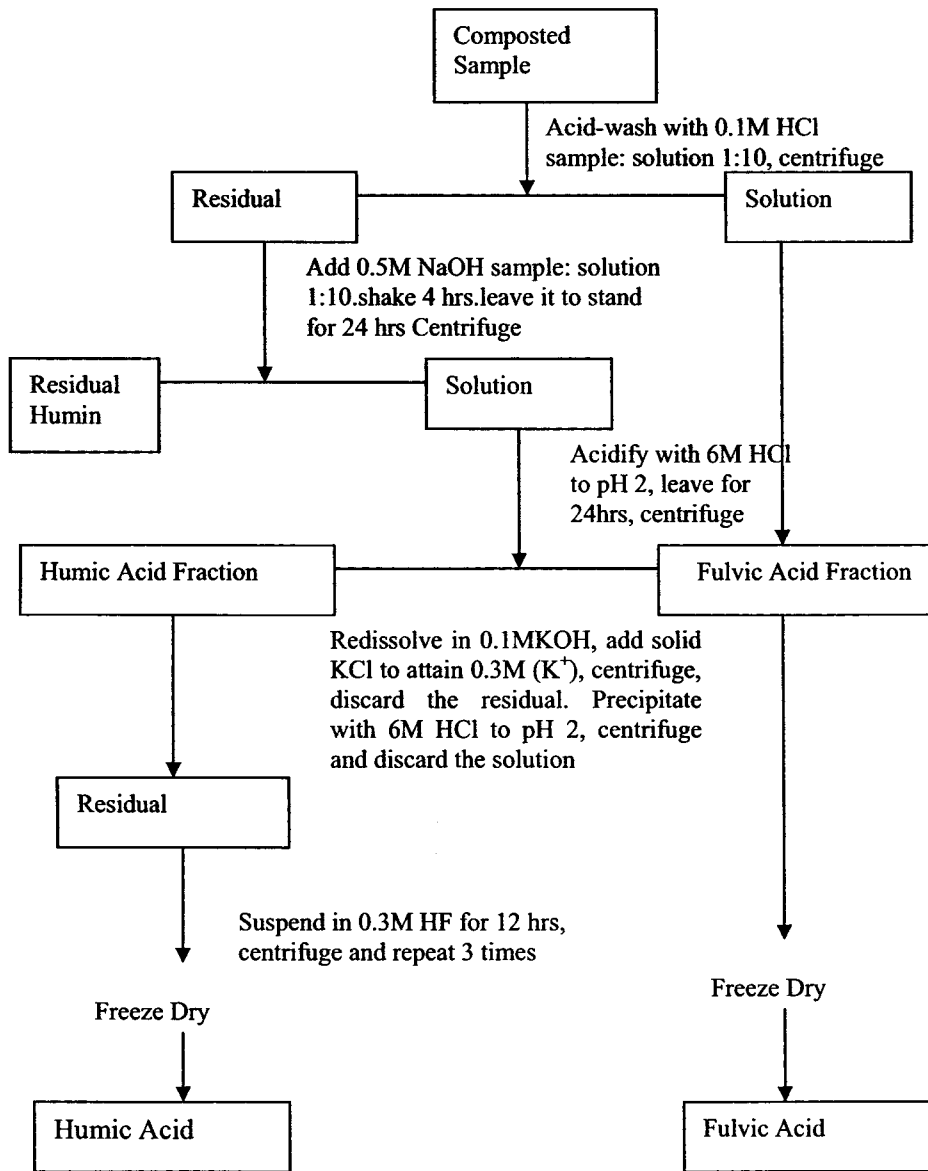 Composted
Sample
Acid-wash with 0.1M HCl
sample: solution 1:10, centrifuge
Residual
Solution
Add 0.5M NaOH sample: solution
1:10.shake 4 hrs.leave it to stand
for 24 hrs Centrifuge
Residual
Humin
Solution
Acidify with 6M HCl
to pH 2, leave for
24hrs, centrifuge
Humic Acid Fraction
Fulvic Acid Fraction
Redissolve in 0.1MKOH, add solid
KCl to attain 0.3M (K⁺), centrifuge,
discard the residual. Precipitate
with 6M HCl to pH 2, centrifuge
and discard the solution
Residual
Suspend in 0.3M HF for 12 hrs,
centrifuge and repeat 3 times
Freeze Dry
Freeze Dry
Humic Acid
Fulvic Acid